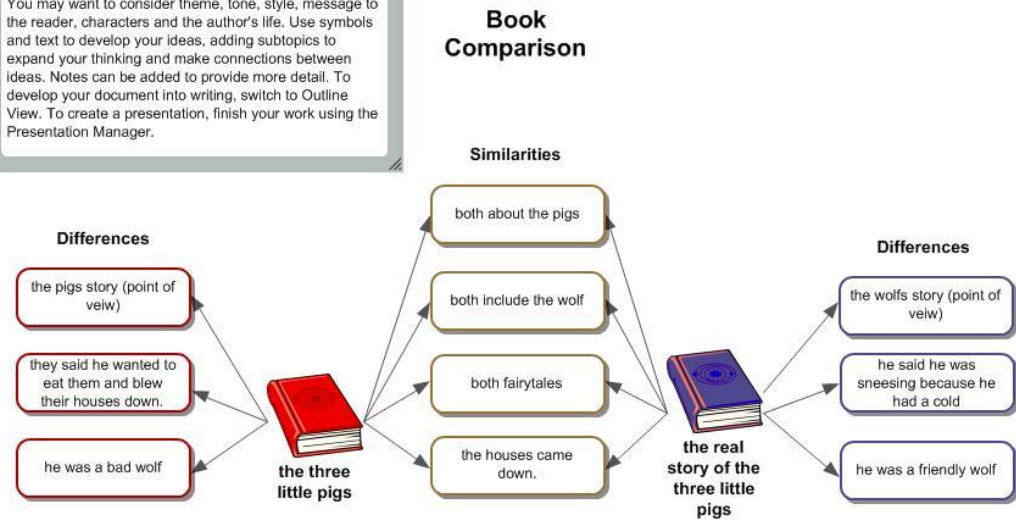 You may want to consider theme, tone, style, message to
the reader, characters and the author's life. Use symbols
and text to develop your ideas, adding subtopics to
expand your thinking and make connections between
ideas. Notes can be added to provide more detail. To
develop your document into writing, switch to Outline
View. To create a presentation, finish your work using the
Presentation Manager.
Book
Comparison
Similarities
both about the pigs
both include the wolf
both fairytales
the houses came
down.
Differences
the pigs story (point of
veiw)
they said he wanted to
eat them and blew
their houses down.
he was a bad wolf
the three
little pigs
the real
story of the
three little
pigs
Differences
the wolfs story (point of
veiw)
he said he was
sneesing because he
had a cold
he was a friendly wolf